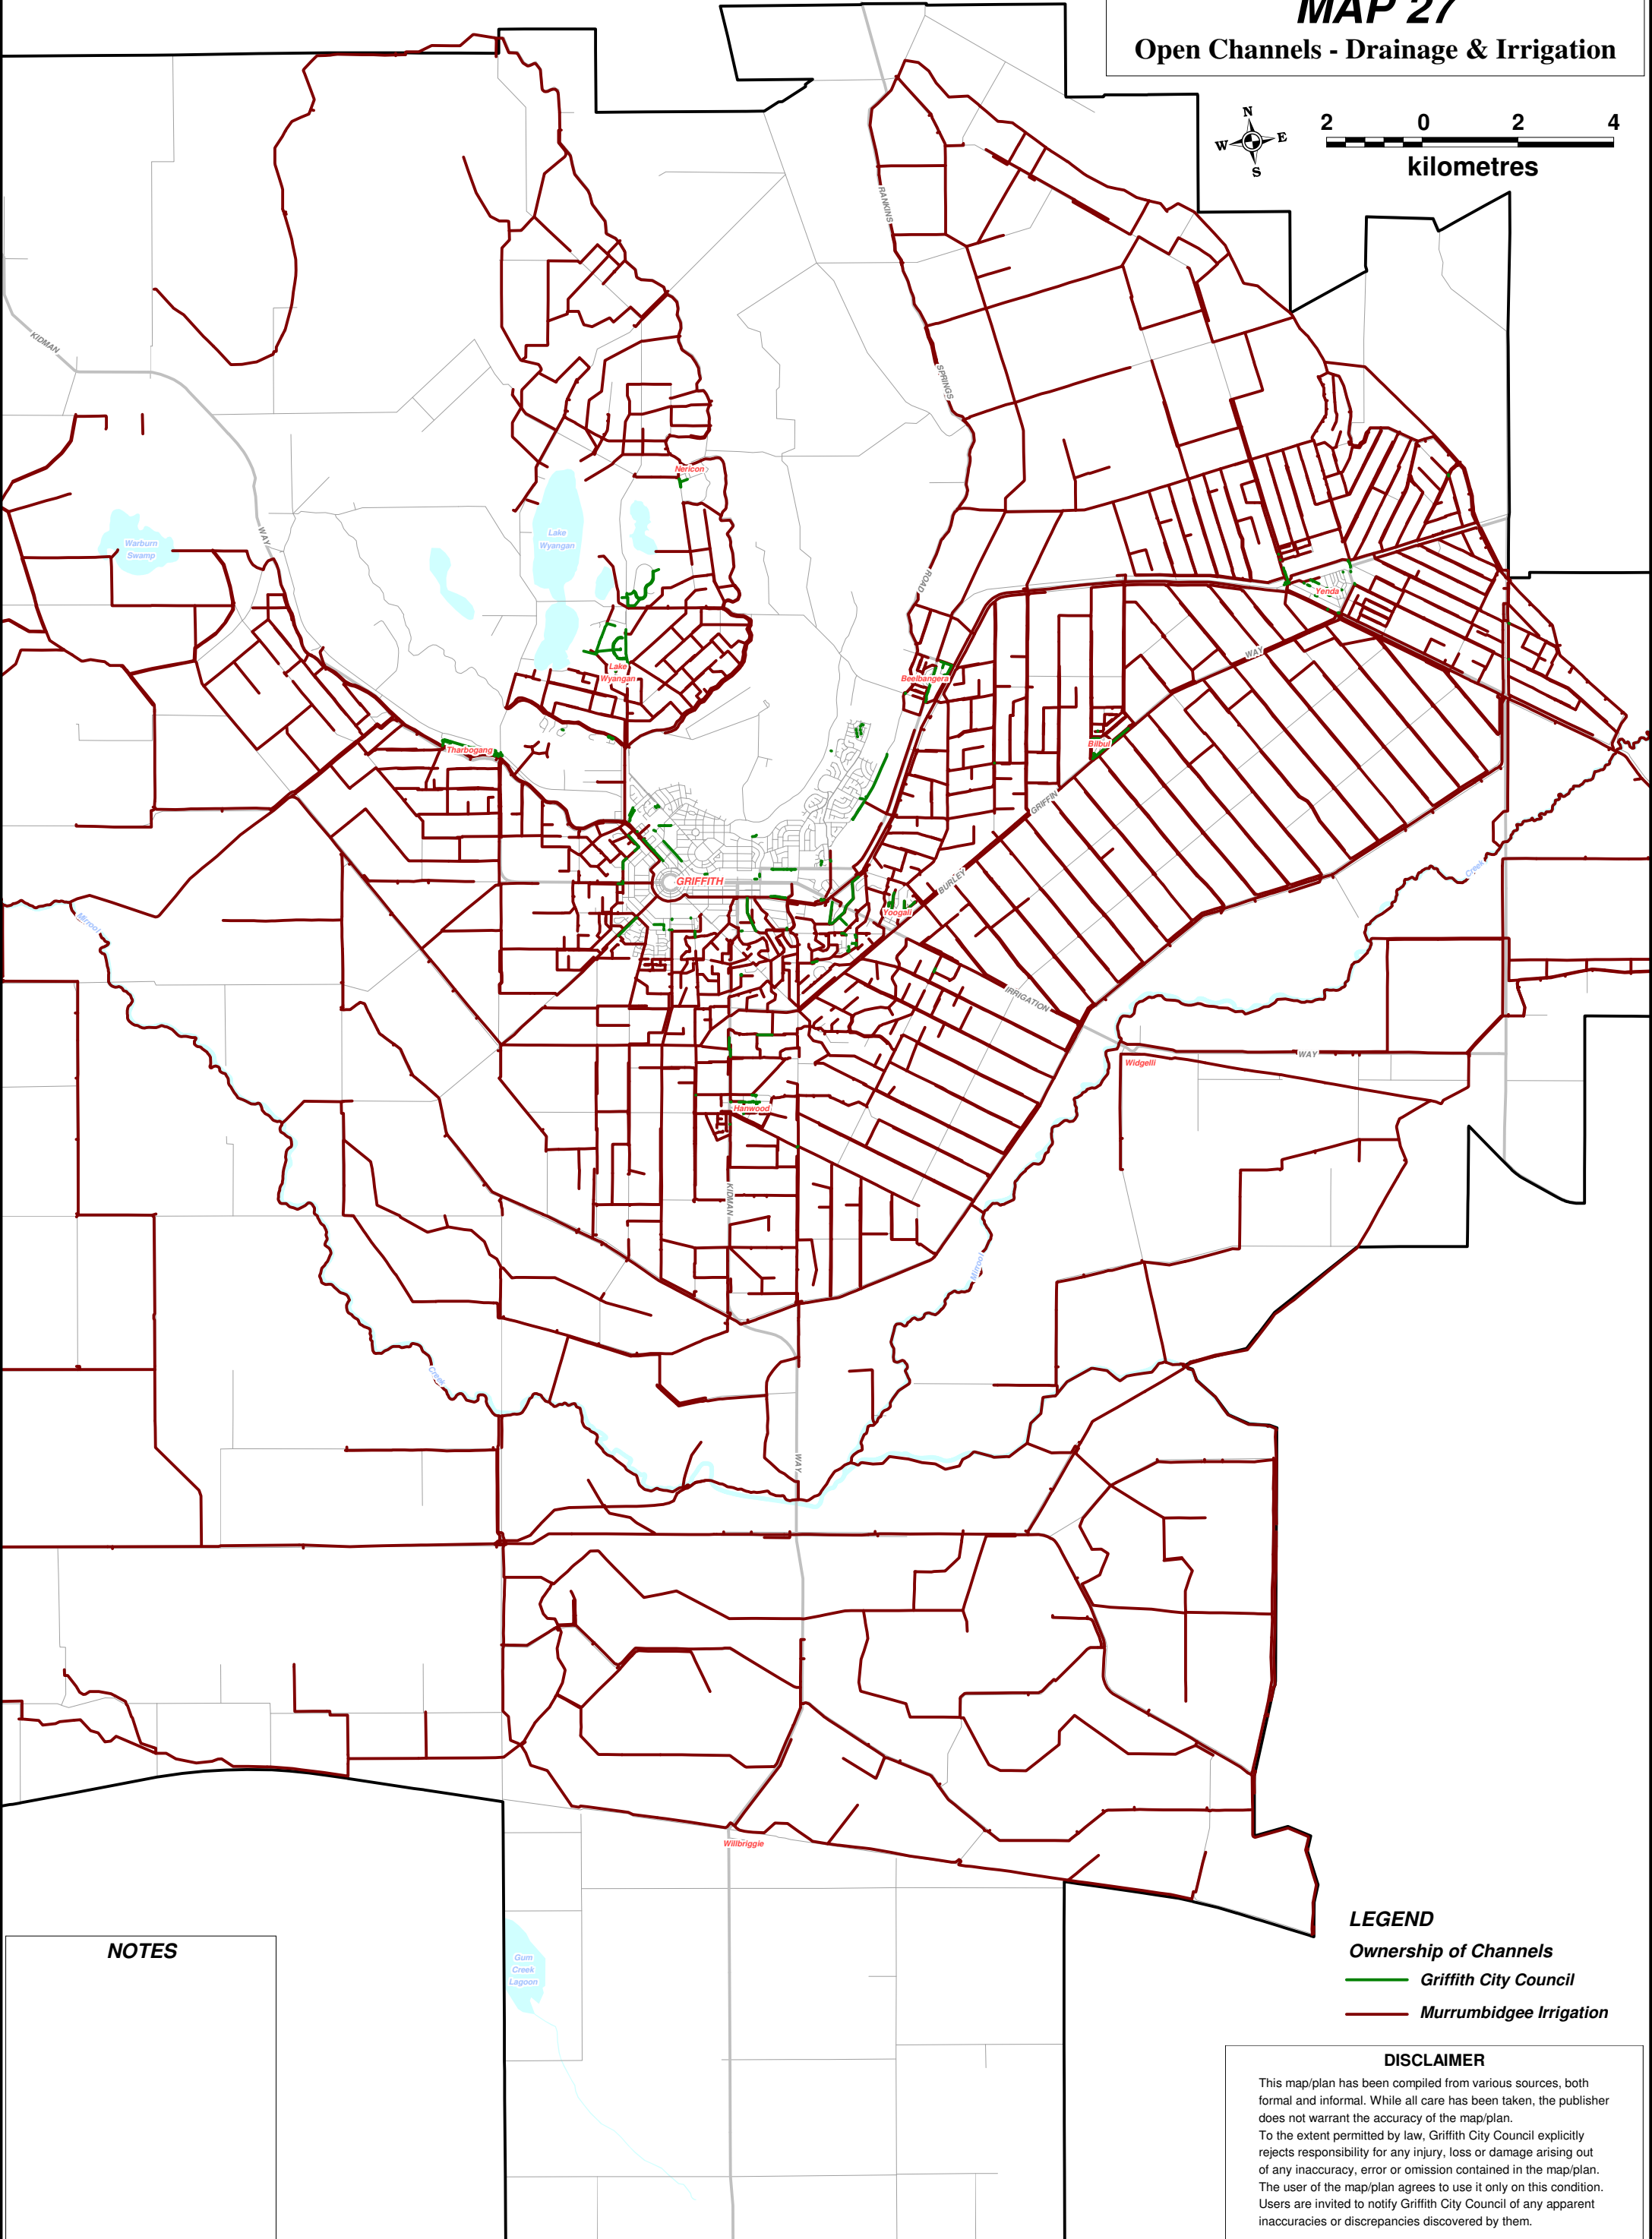 MAP 27
Open Channels - Drainage & Irrigation
N
W E
S
2 0 2 4
kilometres
RANKINS
KIDMAN
SPRINGS
Nericon
WAY
Warburn
Swamp
Lake
Wyangan
ROAD
Yenda
WAY
Lake
Wyangan
Beelbangera
Tharbogang
Bilbul
GRIFFIN
Creek
GRIFFITH
BURLEY
Yoogali
Mirrool
IRRIGATION
WAY
Widgelli
Hanwood
KIDMAN
Mirrool
Creek
WAY
Willbriggie
LEGEND
Ownership of Channels
Griffith City Council
Murrumbidgee Irrigation
NOTES
Gum
Creek
Lagoon
DISCLAIMER
This map/plan has been compiled from various sources, both
formal and informal. While all care has been taken, the publisher
does not warrant the accuracy of the map/plan.
To the extent permitted by law, Griffith City Council explicitly
rejects responsibility for any injury, loss or damage arising out
of any inaccuracy, error or omission contained in the map/plan.
The user of the map/plan agrees to use it only on this condition.
Users are invited to notify Griffith City Council of any apparent
inaccuracies or discrepancies discovered by them.